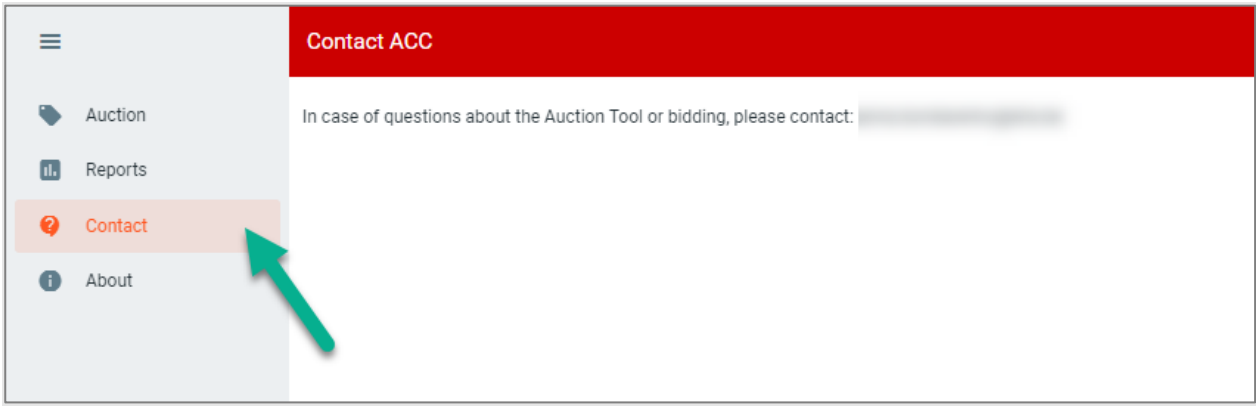 Contact ACC
Auction
In case of questions about the Auction Tool or bidding, please contact:
Reports
Contact
About